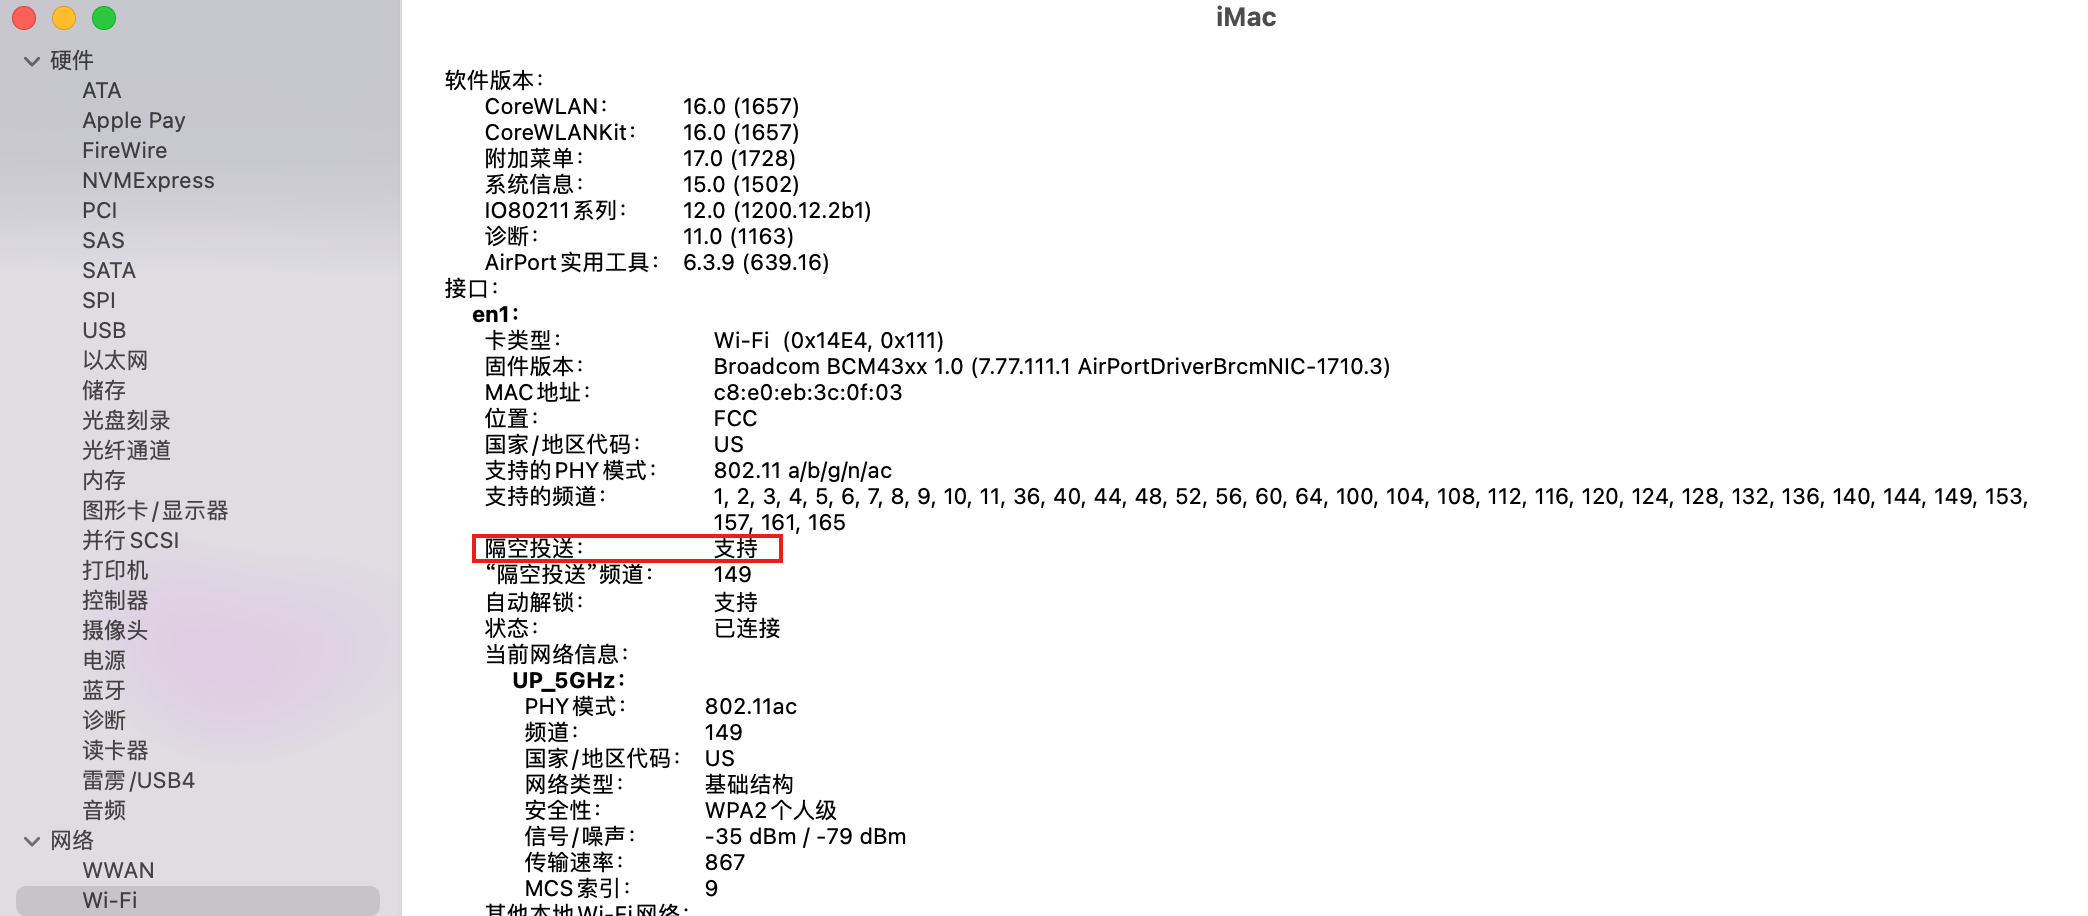 iMac
硬件
ATA
Apple Pay
FireWire
NVMExpress
PCI
SAS
SATA
SPI
USB
以太网
储存
光盘刻录
光纤通道
内存
图形卡/显示器
并行SCSI
打印机
控制器
摄像头
电源
蓝牙
诊断
读卡器
雷雳/USB4
音频
网络
WWAN
Wi-Fi
软件版本：
CoreWLAN： 16.0 (1657)
CoreWLANKit： 16.0 (1657)
附加菜单： 17.0 (1728)
系统信息： 15.0 (1502)
IO80211系列： 12.0 (1200.12.2b1)
诊断： 11.0 (1163)
AirPort实用工具： 6.3.9 (639.16)
接口：
en1：
卡类型： Wi-Fi (0x14E4, 0x111)
固件版本： Broadcom BCM43xx 1.0 (7.77.111.1 AirPortDriverBrcmNIC-1710.3)
MAC地址： c8:e0:eb:3c:0f:03
位置： FCC
国家/地区代码： US
支持的PHY模式： 802.11 a/b/g/n/ac
支持的频道： 1, 2, 3, 4, 5, 6, 7, 8, 9, 10, 11, 36, 40, 44, 48, 52, 56, 60, 64, 100, 104, 108, 112, 116, 120, 124, 128, 132, 136, 140, 144, 149, 153,
157, 161, 165
隔空投送： 支持
“隔空投送”频道： 149
自动解锁： 支持
状态： 已连接
当前网络信息：
UP_5GHz：
PHY模式： 802.11ac
频道： 149
国家/地区代码： US
网络类型： 基础结构
安全性： WPA2个人级
信号/噪声： -35 dBm / -79 dBm
传输速率： 867
MCS索引： 9
其他本地Wi-Fi网络：